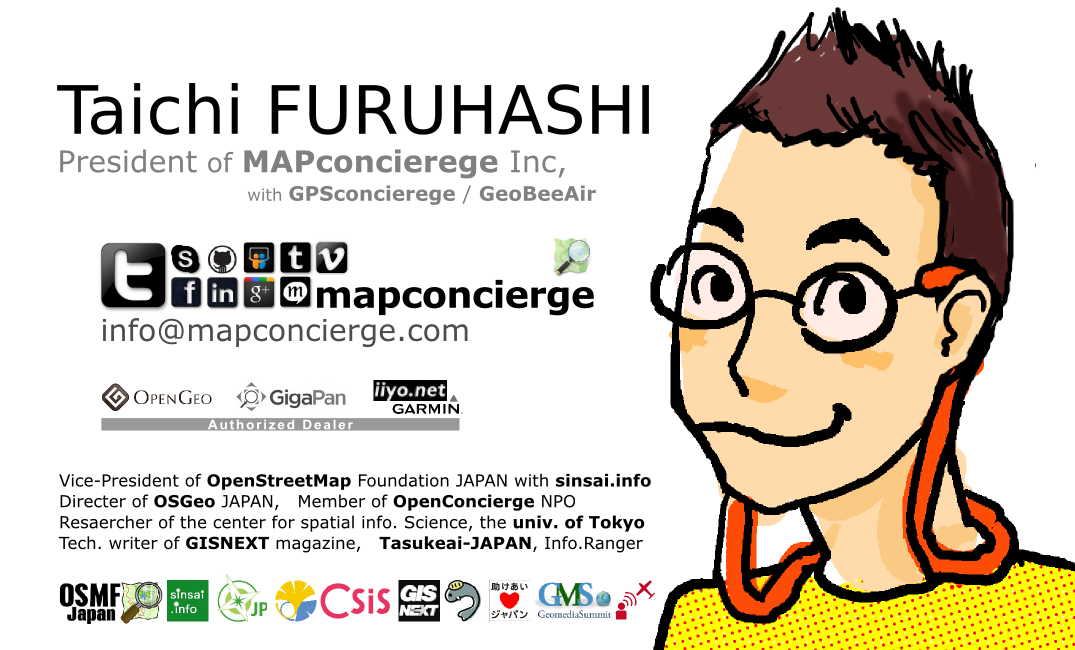 Taichi FURUHASHI
President of MAPconcierege Inc,
with GPSconcierege / GeoBeeAir
mapconcierge
info@mapconcierge.com
OPENGEO GigaPan iiyo.net
GARMIN
Authorized Dealer
Vice-President of OpenStreetMap Foundation JAPAN with sinsai.info
Directer of OSGeo JAPAN, Member of OpenConcierge NPO
Resaercher of the center for spatial info. Science, the univ. of Tokyo
Tech. writer of GISNEXT magazine, Tasukeai-JAPAN, Info.Ranger
OSMF Japan
sinsai .info
JP
Csis
GIS NEXT
助けあい ジャパン
GMS GeomediaSummit